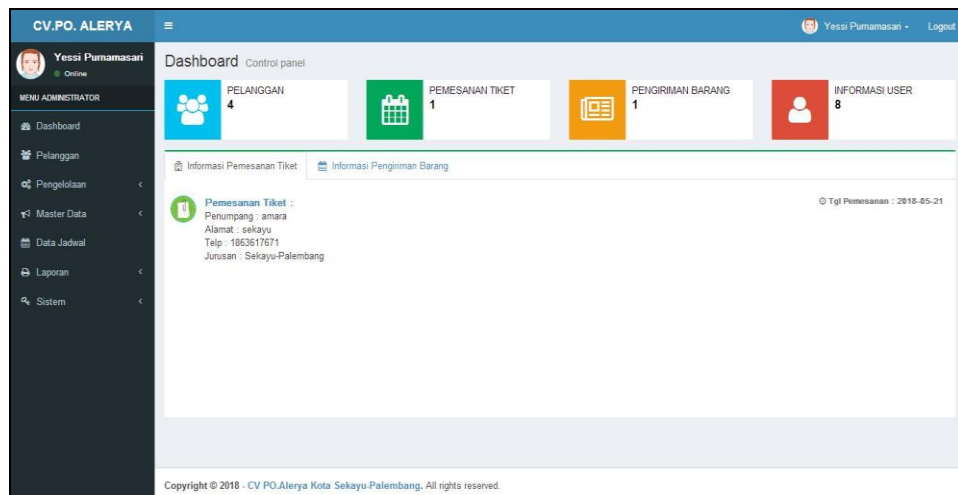 CV.PO. ALERYA
Yessi Purnamasari
Logout
Yessi Purnamasari
Online
MENU ADMINISTRATOR
Dashboard
Pelanggan
Pengelolaan
Master Data
Data Jadwal
Laporan
Sistem
Dashboard Control panel
PELANGGAN
4
PEMESANAN TIKET
1
PENGIRIMAN BARANG
1
INFORMASI USER
8
Informasi Pemesanan Tiket
Informasi Pengiriman Barang
Pemesanan Tiket :
Tgl Pemesanan : 2018-05-21
Penumpang : amara
Alamat : sekayu
Telp : 1863617671
Jurusan : Sekayu-Palembang
Copyright © 2018 - CV PO.Alerya Kota Sekayu-Palembang. All rights reserved.